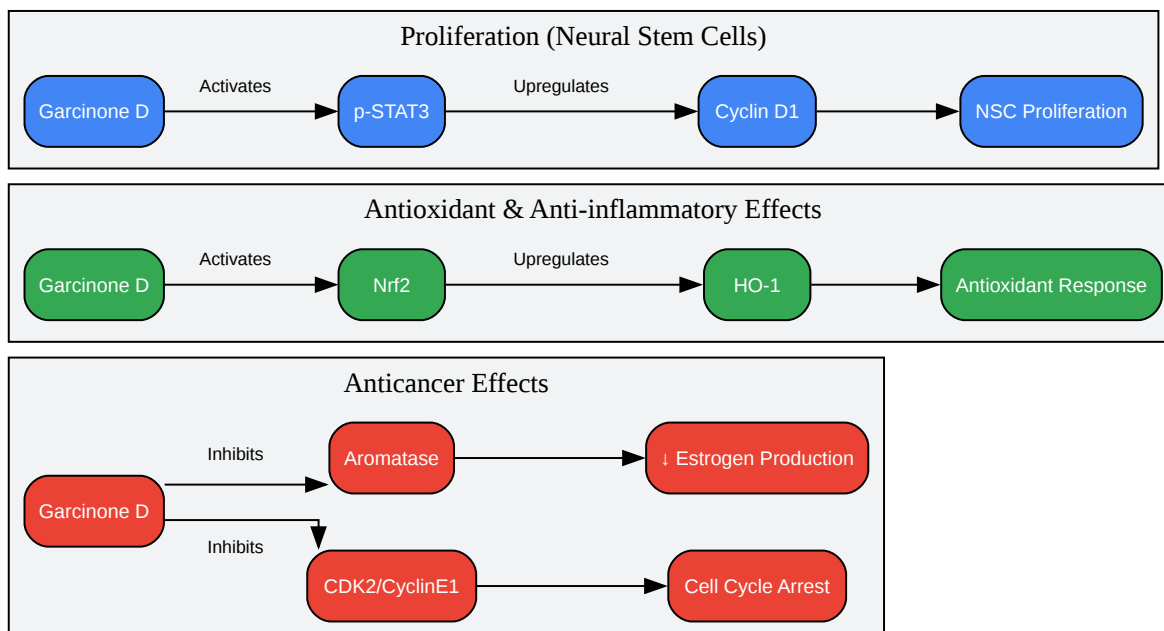 Proliferation (Neural Stem Cells)
Garcinone D
Activates
p-STAT3
Upregulates
Cyclin D1
NSC Proliferation
Antioxidant & Anti-inflammatory Effects
Garcinone D
Activates
Nrf2
Upregulates
HO-1
Antioxidant Response
Anticancer Effects
Garcinone D
Inhibits
Aromatase
↓ Estrogen Production
Inhibits
CDK2/CyclinE1
Cell Cycle Arrest